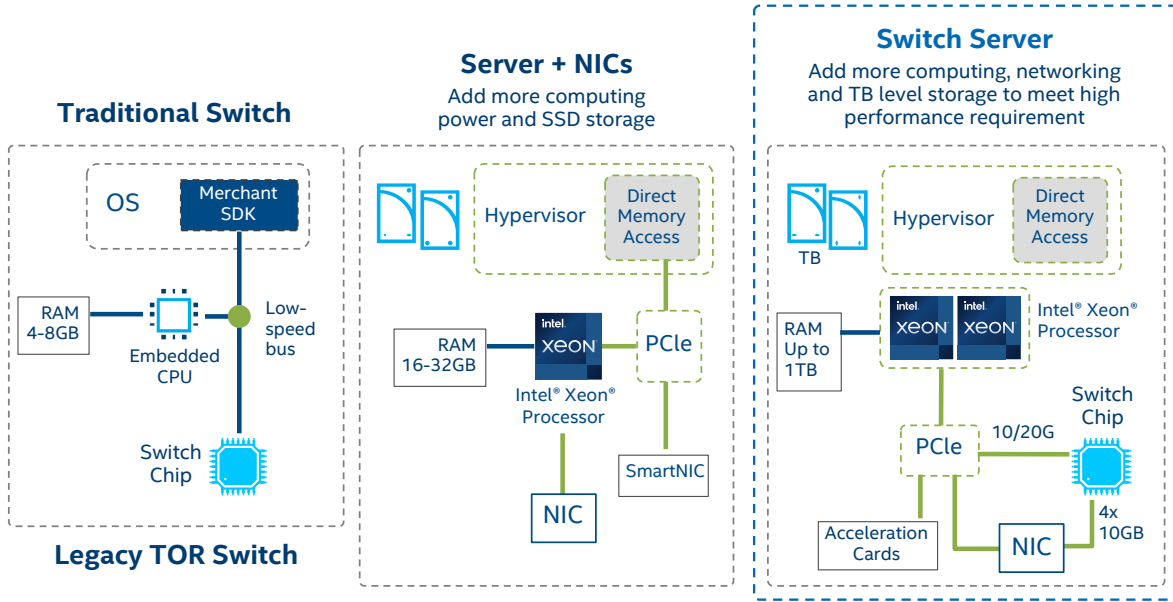 Traditional Switch
OS
Merchant
SDK
RAM
4-8GB
Embedded
CPU
Low-
speed
bus
Switch
Chip
Legacy TOR Switch
Server + NICs
Add more computing
power and SSD storage
Hypervisor
Direct
Memory
Access
RAM
16-32GB
intel
XEON
Intel® Xeon®
Processor
PCIe
SmartNIC
NIC
Switch Server
Add more computing, networking
and TB level storage to meet high
performance requirement
TB
Hypervisor
Direct
Memory
Access
RAM
Up to
1TB
intel
XEON
intel
XEON
Intel® Xeon®
Processor
PCIe
10/20G
Switch
Chip
4x
10GB
Acceleration
Cards
NIC